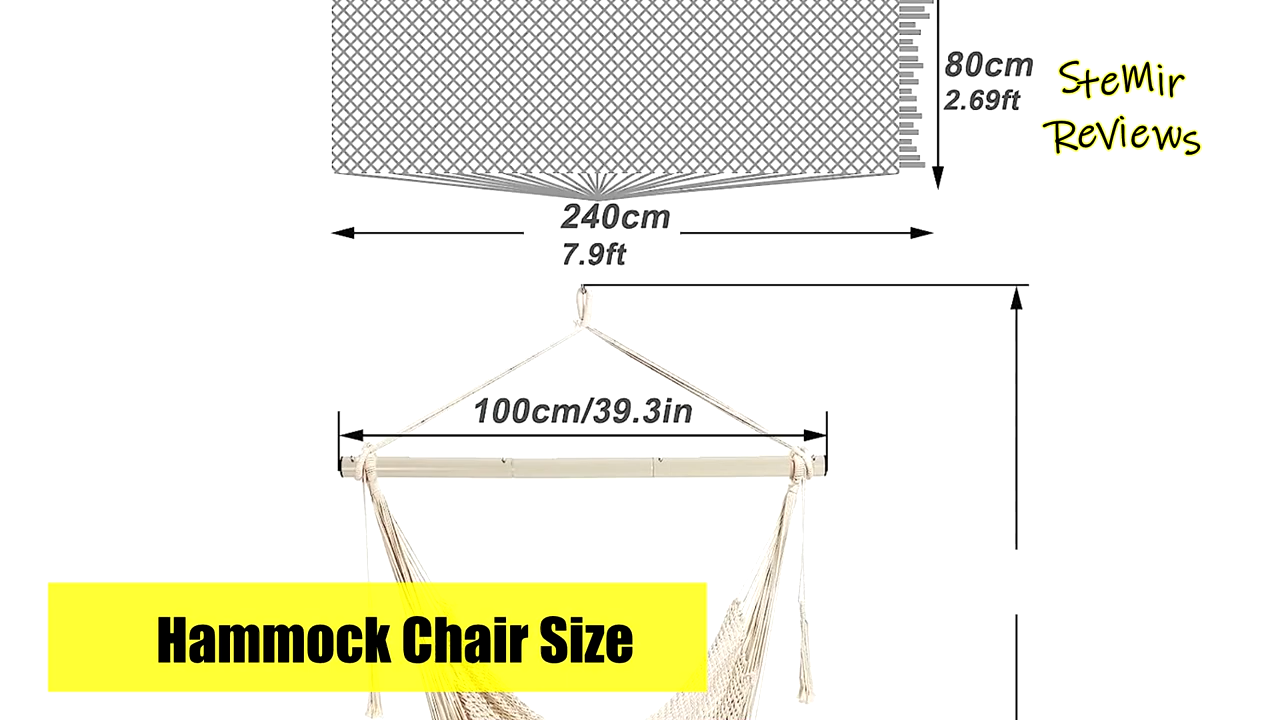 80cm
2.69ft
SteMir
Reviews
240cm
7.9ft
100cm/39.3in
Hammock Chair Size